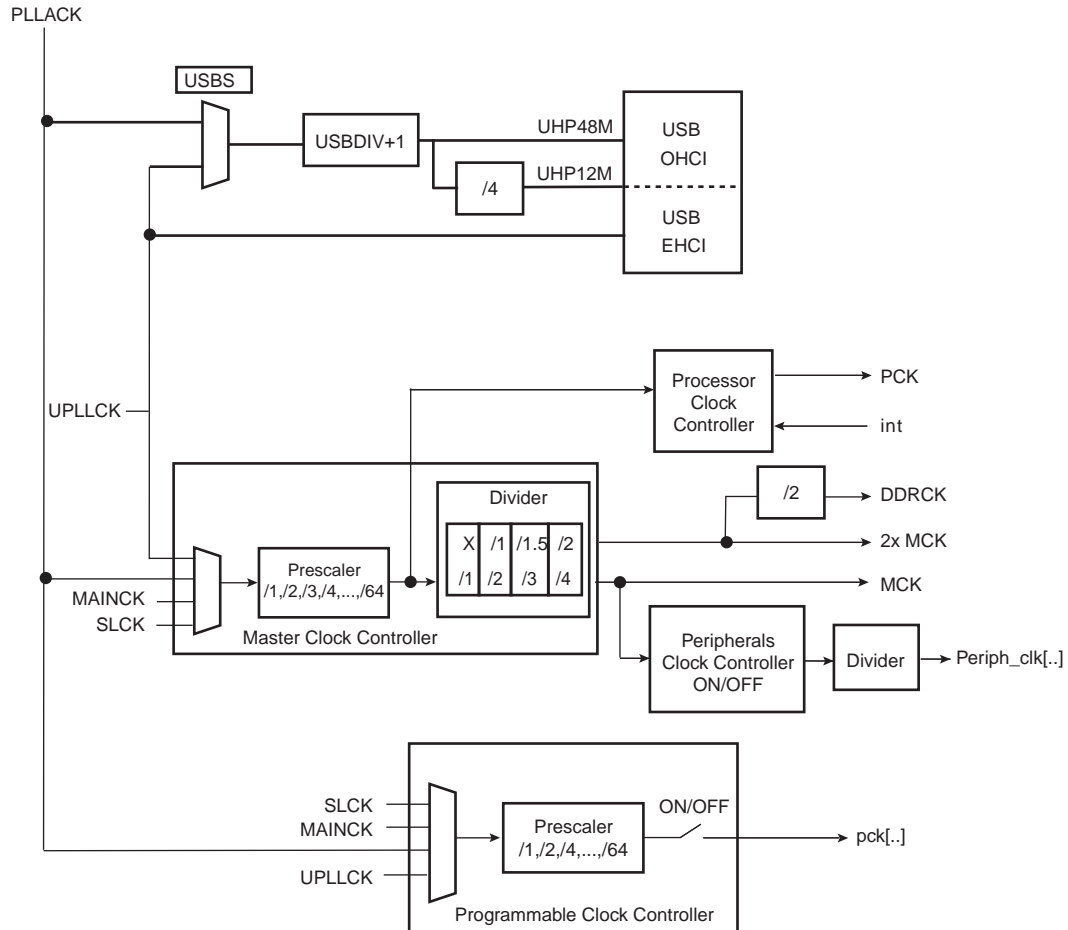 PLLACK
USBS
USBDIV+1
UHP48M
/4
UHP12M
USB
OHCI
USB
EHCI
UPLLCK
Processor
Clock
Controller
PCK
int
/2
DDRCK
2x MCK
MCK
Divider
X /1 /1.5 /2
/1 /2 /3 /4
Prescaler
/1,/2,/3,/4,...,/64
MAINCK
SLCK
Master Clock Controller
Peripherals
Clock Controller
ON/OFF
Divider
Periph_clk[..]
SLCK
MAINCK
UPLLCK
Prescaler
/1,/2,/4,...,/64
ON/OFF
pck[..]
Programmable Clock Controller